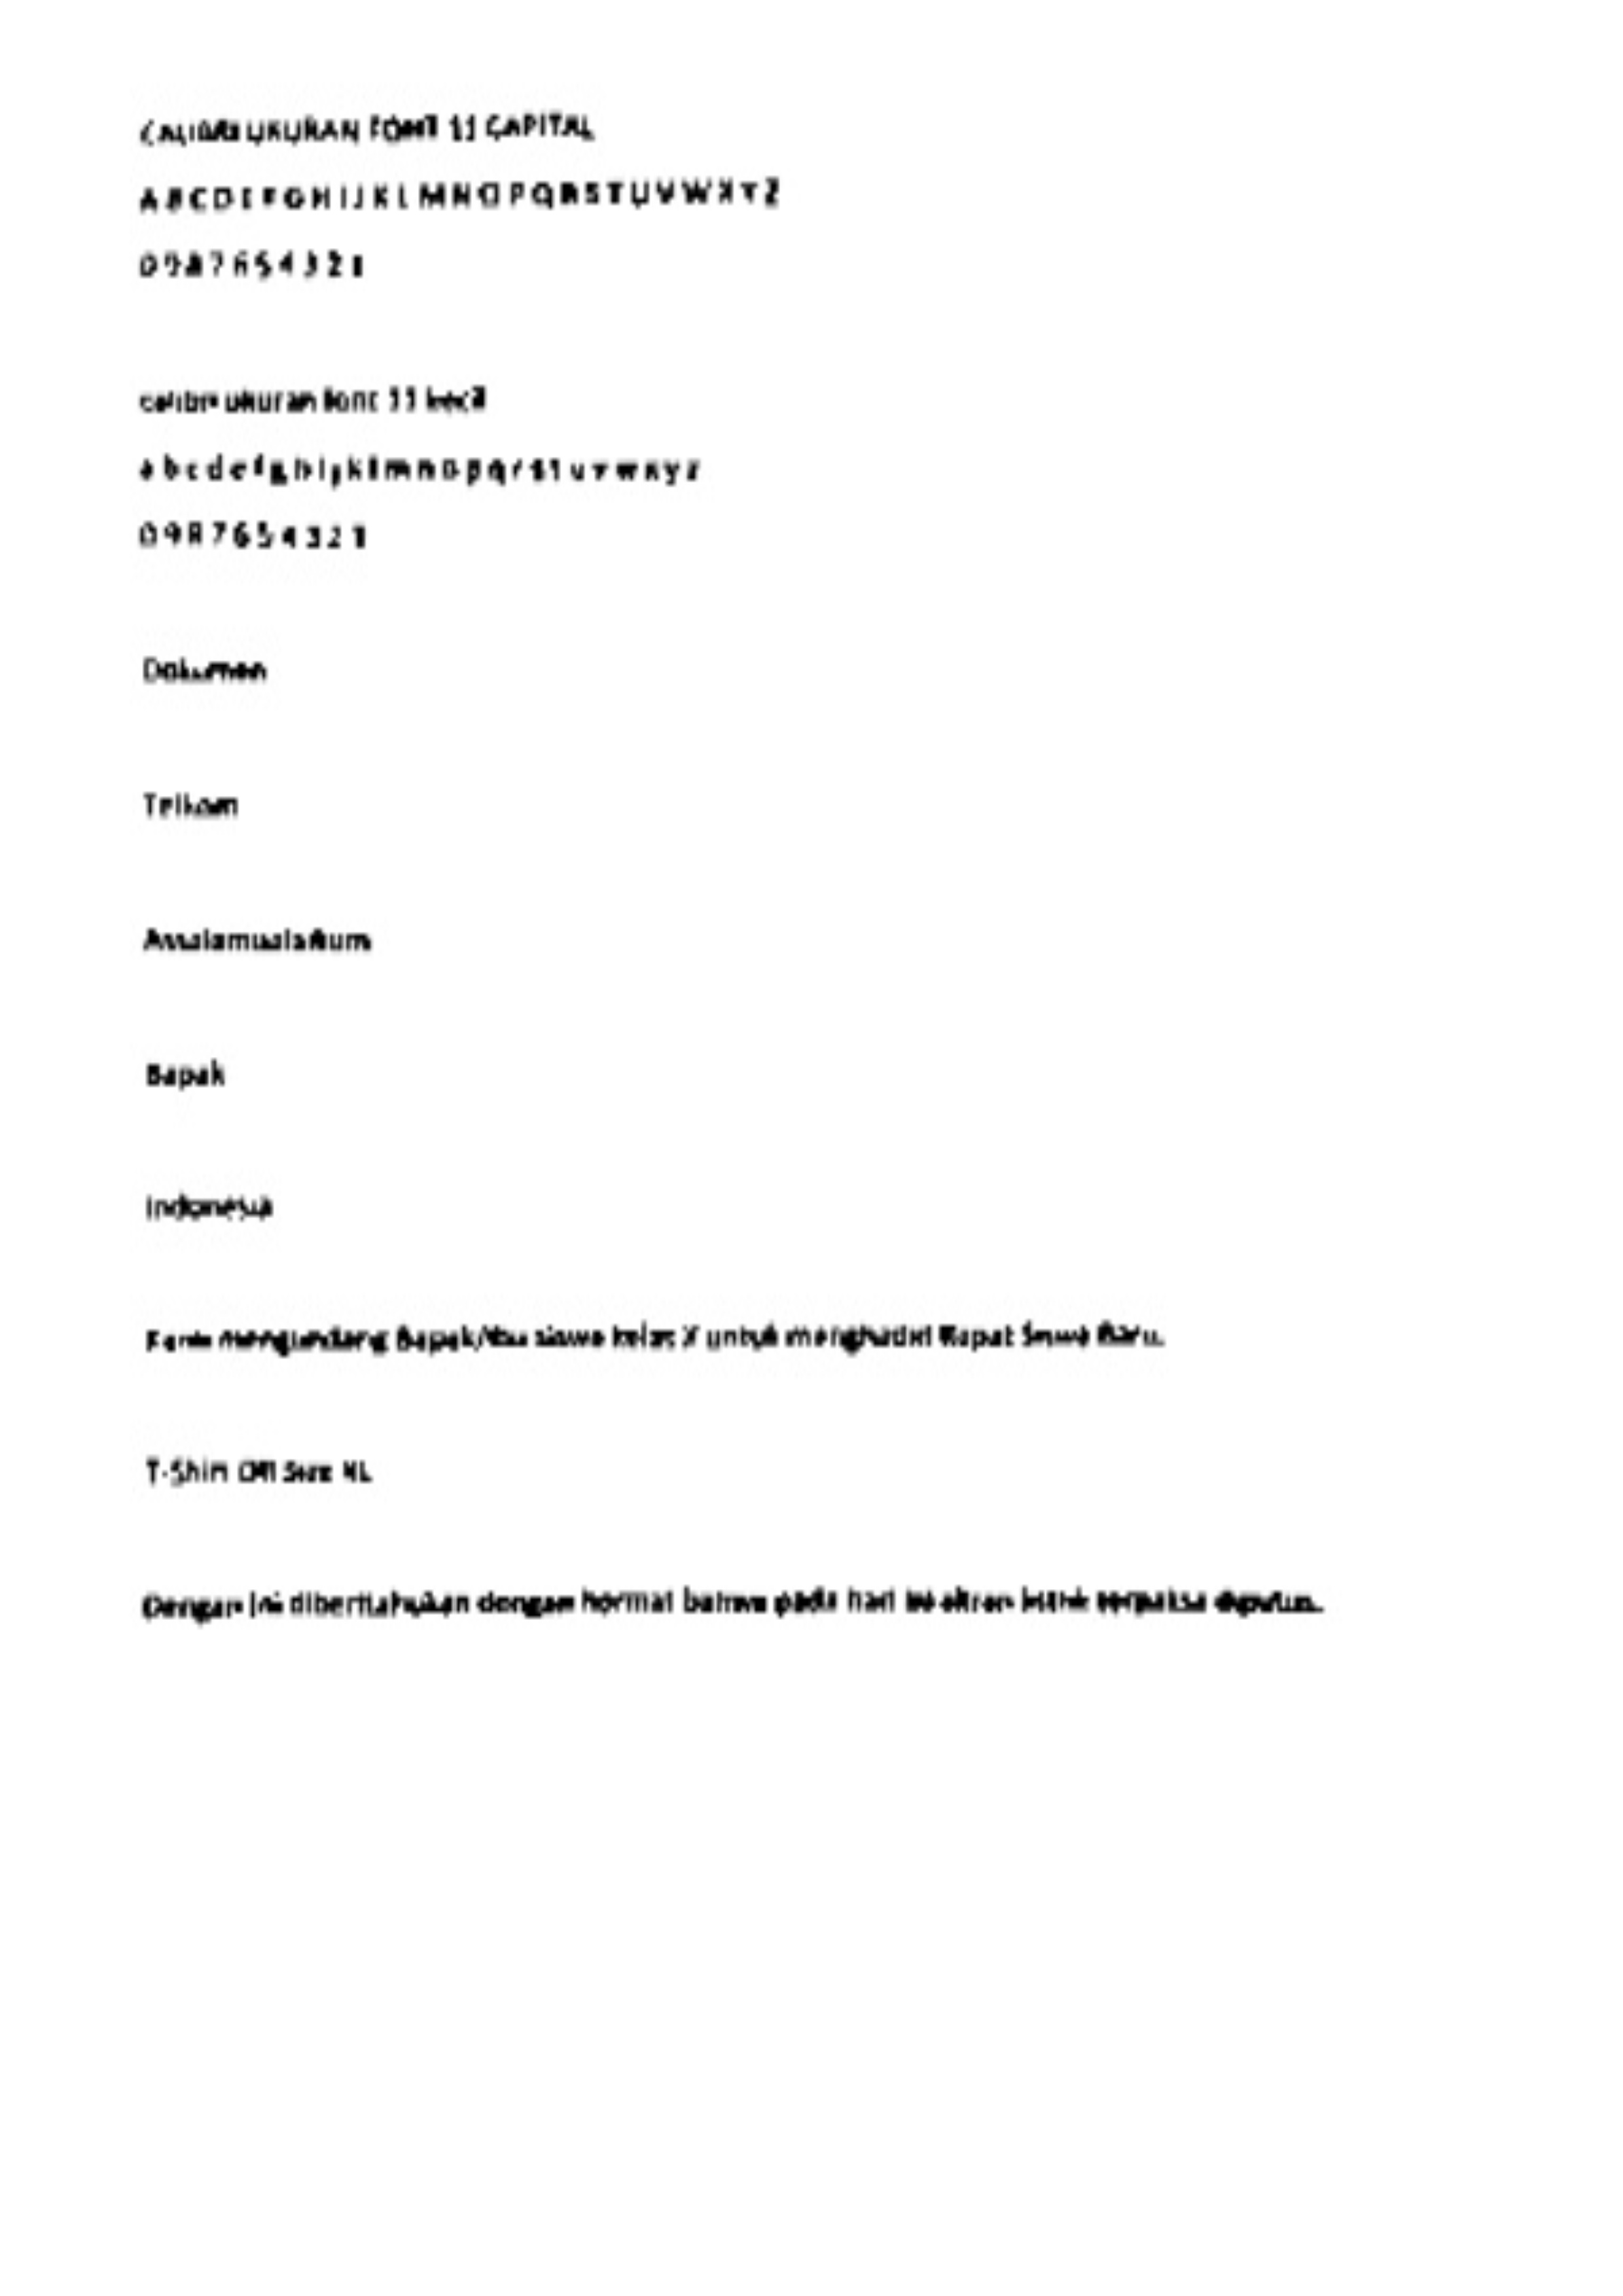 CALIBRI UKURAN FONT 11 CAPITAL
A B C D E F G H I J K L M N O P Q R S T U V W X Y Z
0 9 8 7 6 5 4 3 2 1
calibri ukuran font 11 kecil
a b c d e f g h i j k l m n o p q r s t u v w x y z
0 9 8 7 6 5 4 3 2 1
Dokumen
Telkom
Assalamualaikum
Bapak
Indonesia
Kami mengundang Bapak/Ibu siswa kelas X untuk menghadiri Rapat Siswa Baru.
T-Shirt Size XL
Dengan ini diberitahukan dengan hormat bahwa pada hari ini aliran listrik terpaksa diputus.